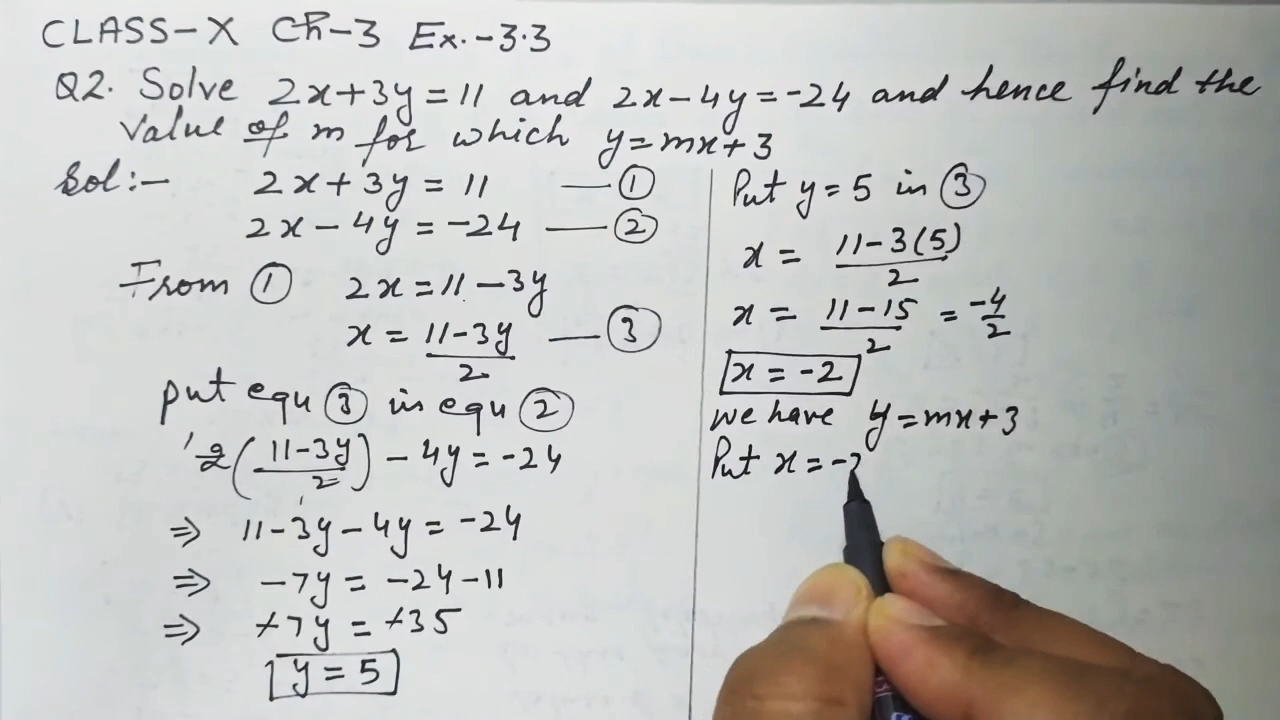 CLASS-X Ch-3 Ex.-3.3
Q2. Solve 2x+3y=11 and 2x-4y=-24 and hence find the
value of m for which y=mx+3
Sol:- 2x+3y=11 —①
2x-4y=-24 —②
From ① 2x=11-3y
x = (11-3y)/2 —③
put equ ③ in equ ②
2((11-3y)/2) - 4y = -24
⇒ 11-3y-4y=-24
⇒ -7y = -24-11
⇒ +7y = +35
y = 5
Put y=5 in ③
x = (11-3(5))/2
x = (11-15)/2 = -4/2
x = -2
we have y=mx+3
Put x=-2